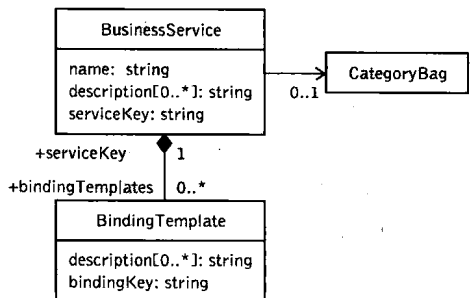 BusinessService
name: string
description[0..*]: string
serviceKey: string
CategoryBag
0..1
+serviceKey 1
+bindingTemplates 0..*
BindingTemplate
description[0..*]: string
bindingKey: string